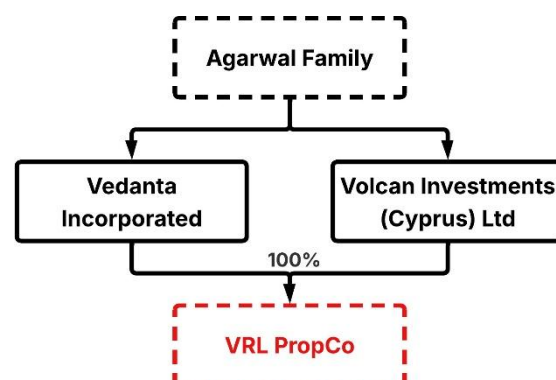 Agarwal Family
Vedanta
Incorporated
Volcan Investments
(Cyprus) Ltd
100%
VRL PropCo